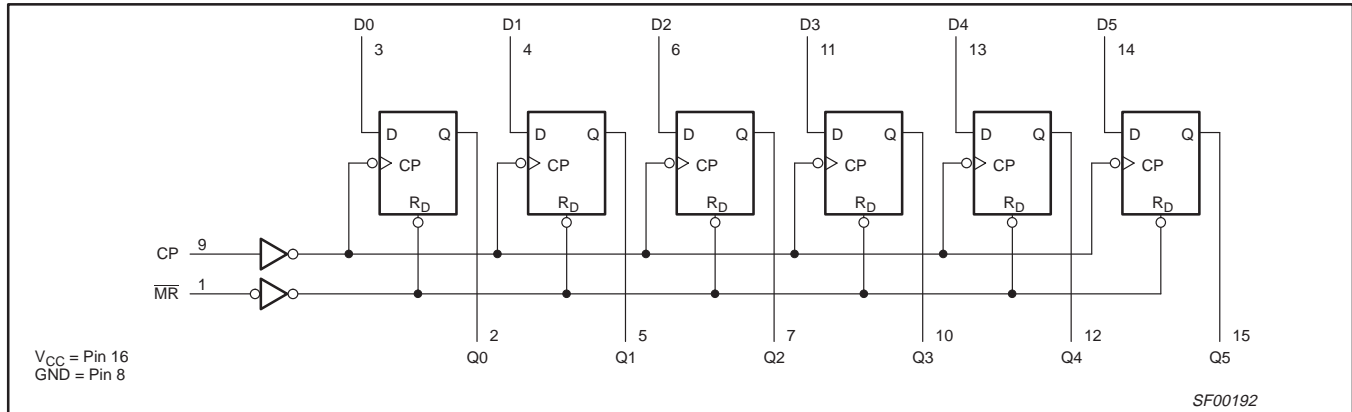 D0 D1 D2 D3 D4 D5
3 4 6 11 13 14
D Q D Q D Q D Q D Q D Q
CP CP CP CP CP CP
RD RD RD RD RD RD
CP 9
MR 1
2 5 7 10 12 15
Q0 Q1 Q2 Q3 Q4 Q5
VCC = Pin 16
GND = Pin 8
SF00192